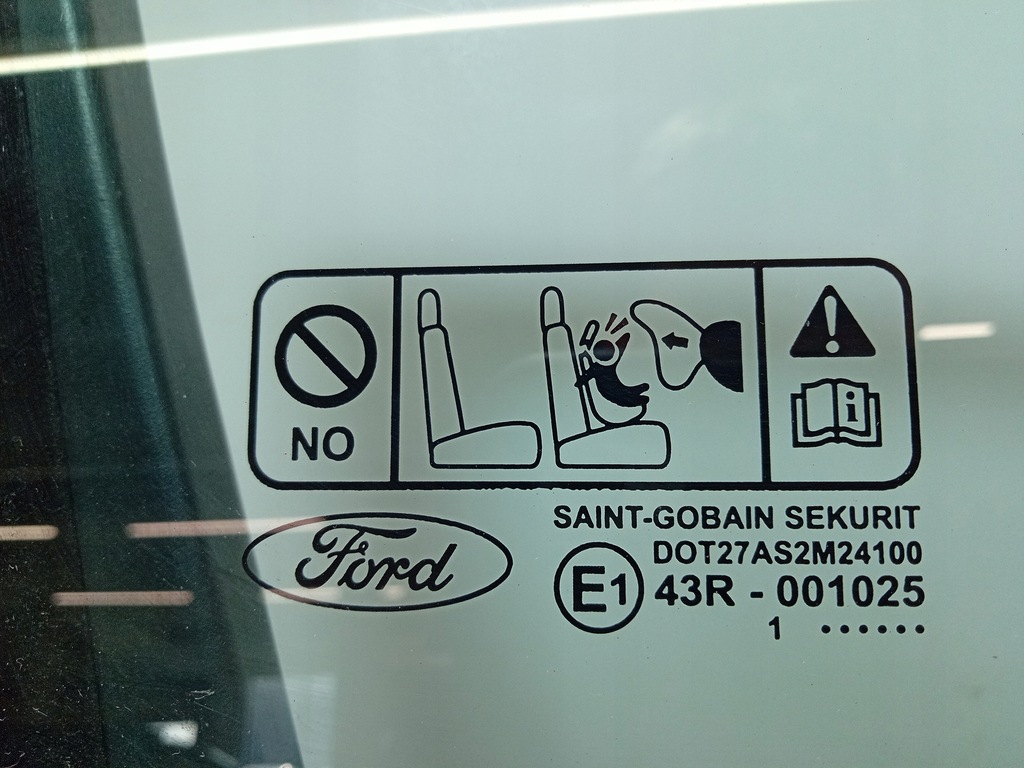 NO
i
Ford
SAINT-GOBAIN SEKURIT
DOT27AS2M24100
E1 43R - 001025
1 ......